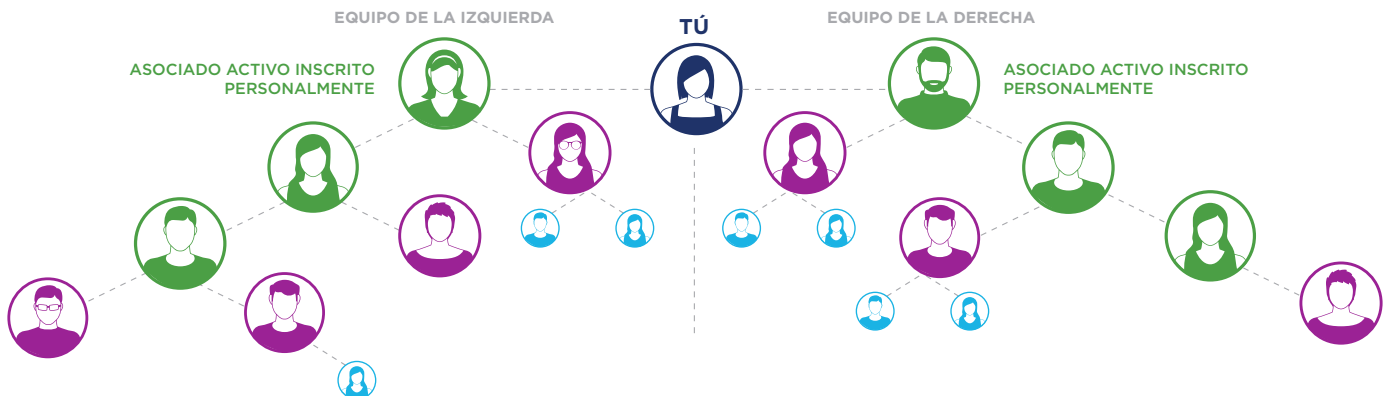 EQUIPO DE LA IZQUIERDA
TÚ
EQUIPO DE LA DERECHA
ASOCIADO ACTIVO INSCRITO
PERSONALMENTE
ASOCIADO ACTIVO INSCRITO
PERSONALMENTE